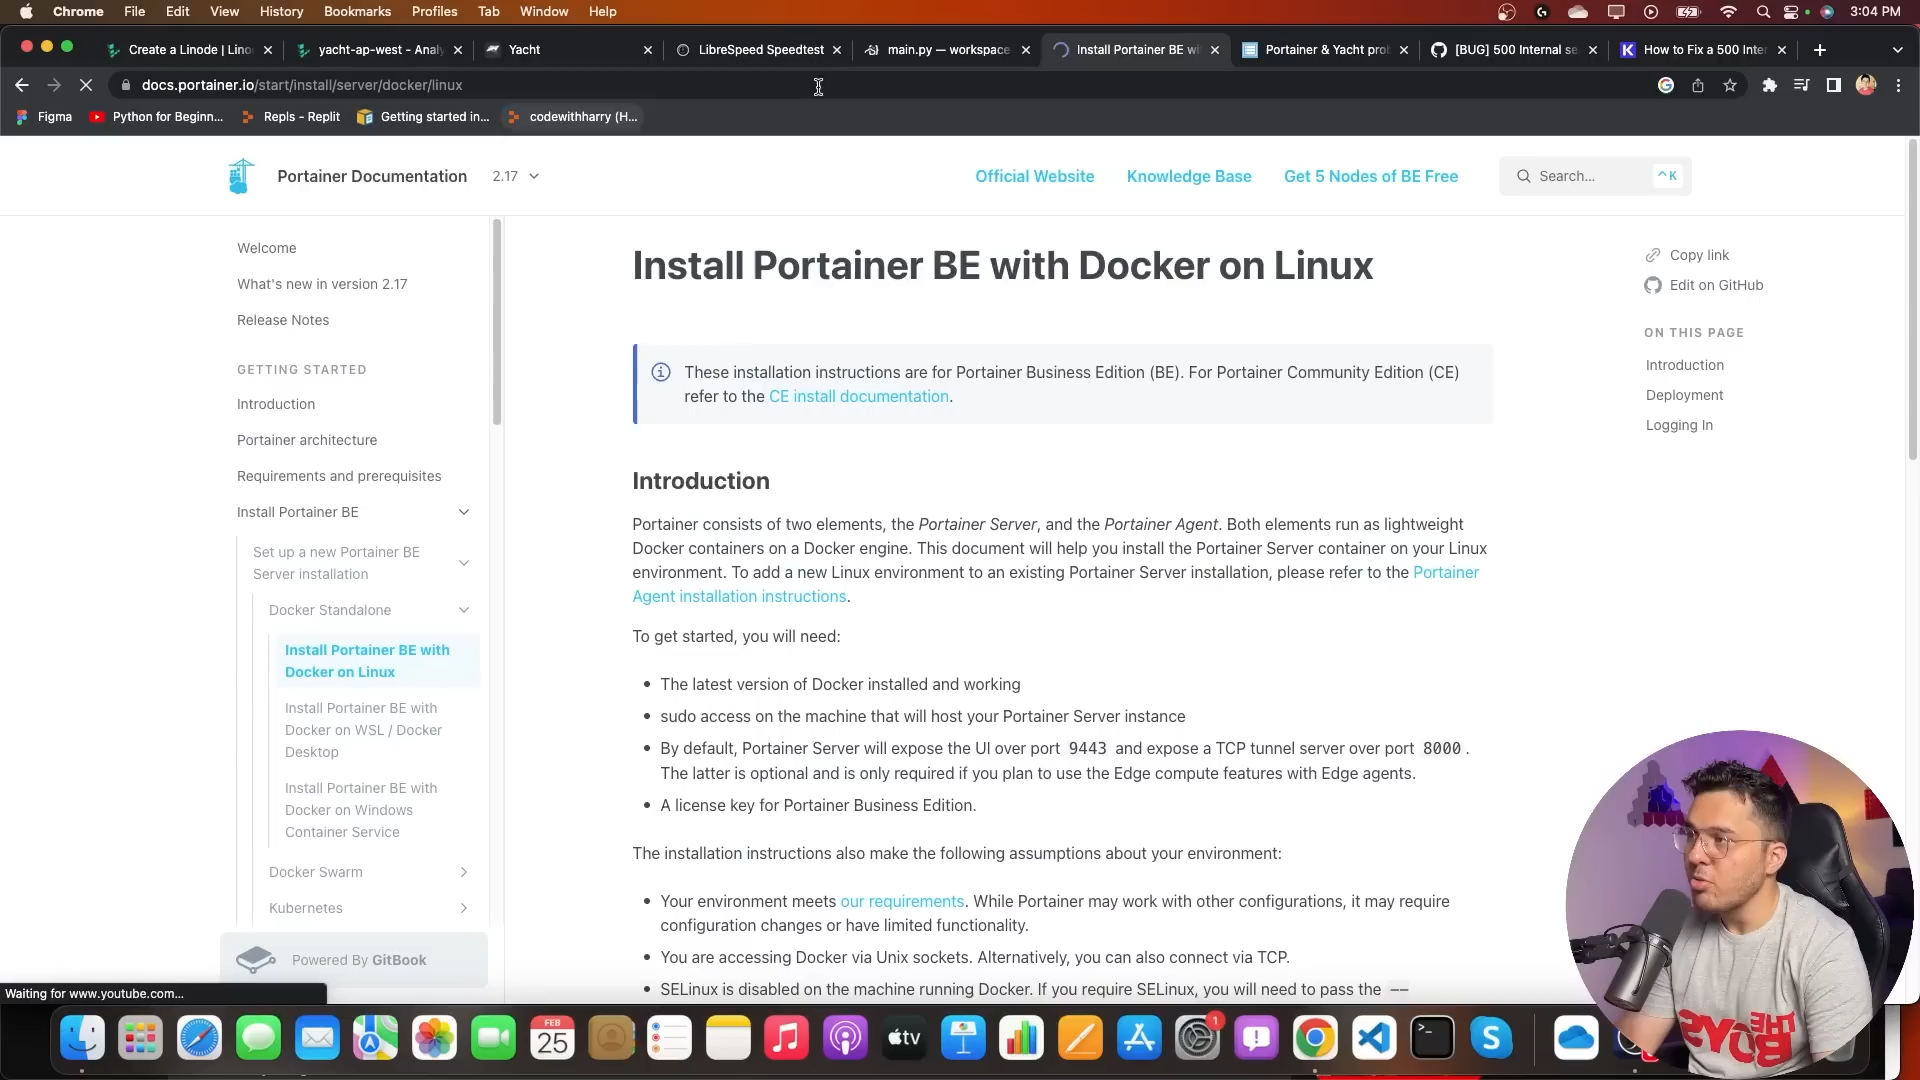 Chrome File Edit View History Bookmarks Profiles Tab Window Help 3:04 PM
Create a Linode | Lino yacht-ap-west - Analy Yacht LibreSpeed Speedtest main.py — workspace Install Portainer BE wi Portainer & Yacht prob [BUG] 500 Internal se How to Fix a 500 Inter
docs.portainer.io/start/install/server/docker/linux
Figma Python for Beginn... Repls - Replit Getting started in... codewithharry (H...
Portainer Documentation 2.17 Official Website Knowledge Base Get 5 Nodes of BE Free Search... ^ K
Welcome
What's new in version 2.17
Release Notes
GETTING STARTED
Introduction
Portainer architecture
Requirements and prerequisites
Install Portainer BE
Set up a new Portainer BE
Server installation
Docker Standalone
Install Portainer BE with
Docker on Linux
Install Portainer BE with
Docker on WSL / Docker
Desktop
Install Portainer BE with
Docker on Windows
Container Service
Docker Swarm
Kubernetes
Powered By GitBook
Install Portainer BE with Docker on Linux
These installation instructions are for Portainer Business Edition (BE). For Portainer Community Edition (CE)
refer to the CE install documentation.
Introduction
Portainer consists of two elements, the Portainer Server, and the Portainer Agent. Both elements run as lightweight
Docker containers on a Docker engine. This document will help you install the Portainer Server container on your Linux
environment. To add a new Linux environment to an existing Portainer Server installation, please refer to the Portainer
Agent installation instructions.
To get started, you will need:
The latest version of Docker installed and working
sudo access on the machine that will host your Portainer Server instance
By default, Portainer Server will expose the UI over port 9443 and expose a TCP tunnel server over port 8000.
The latter is optional and is only required if you plan to use the Edge compute features with Edge agents.
A license key for Portainer Business Edition.
The installation instructions also make the following assumptions about your environment:
Your environment meets our requirements. While Portainer may work with other configurations, it may require
configuration changes or have limited functionality.
You are accessing Docker via Unix sockets. Alternatively, you can also connect via TCP.
SELinux is disabled on the machine running Docker. If you require SELinux, you will need to pass the --
Copy link
Edit on GitHub
ON THIS PAGE
Introduction
Deployment
Logging In
Waiting for www.youtube.com...
FEB
25
tv
1
THE
BOYS